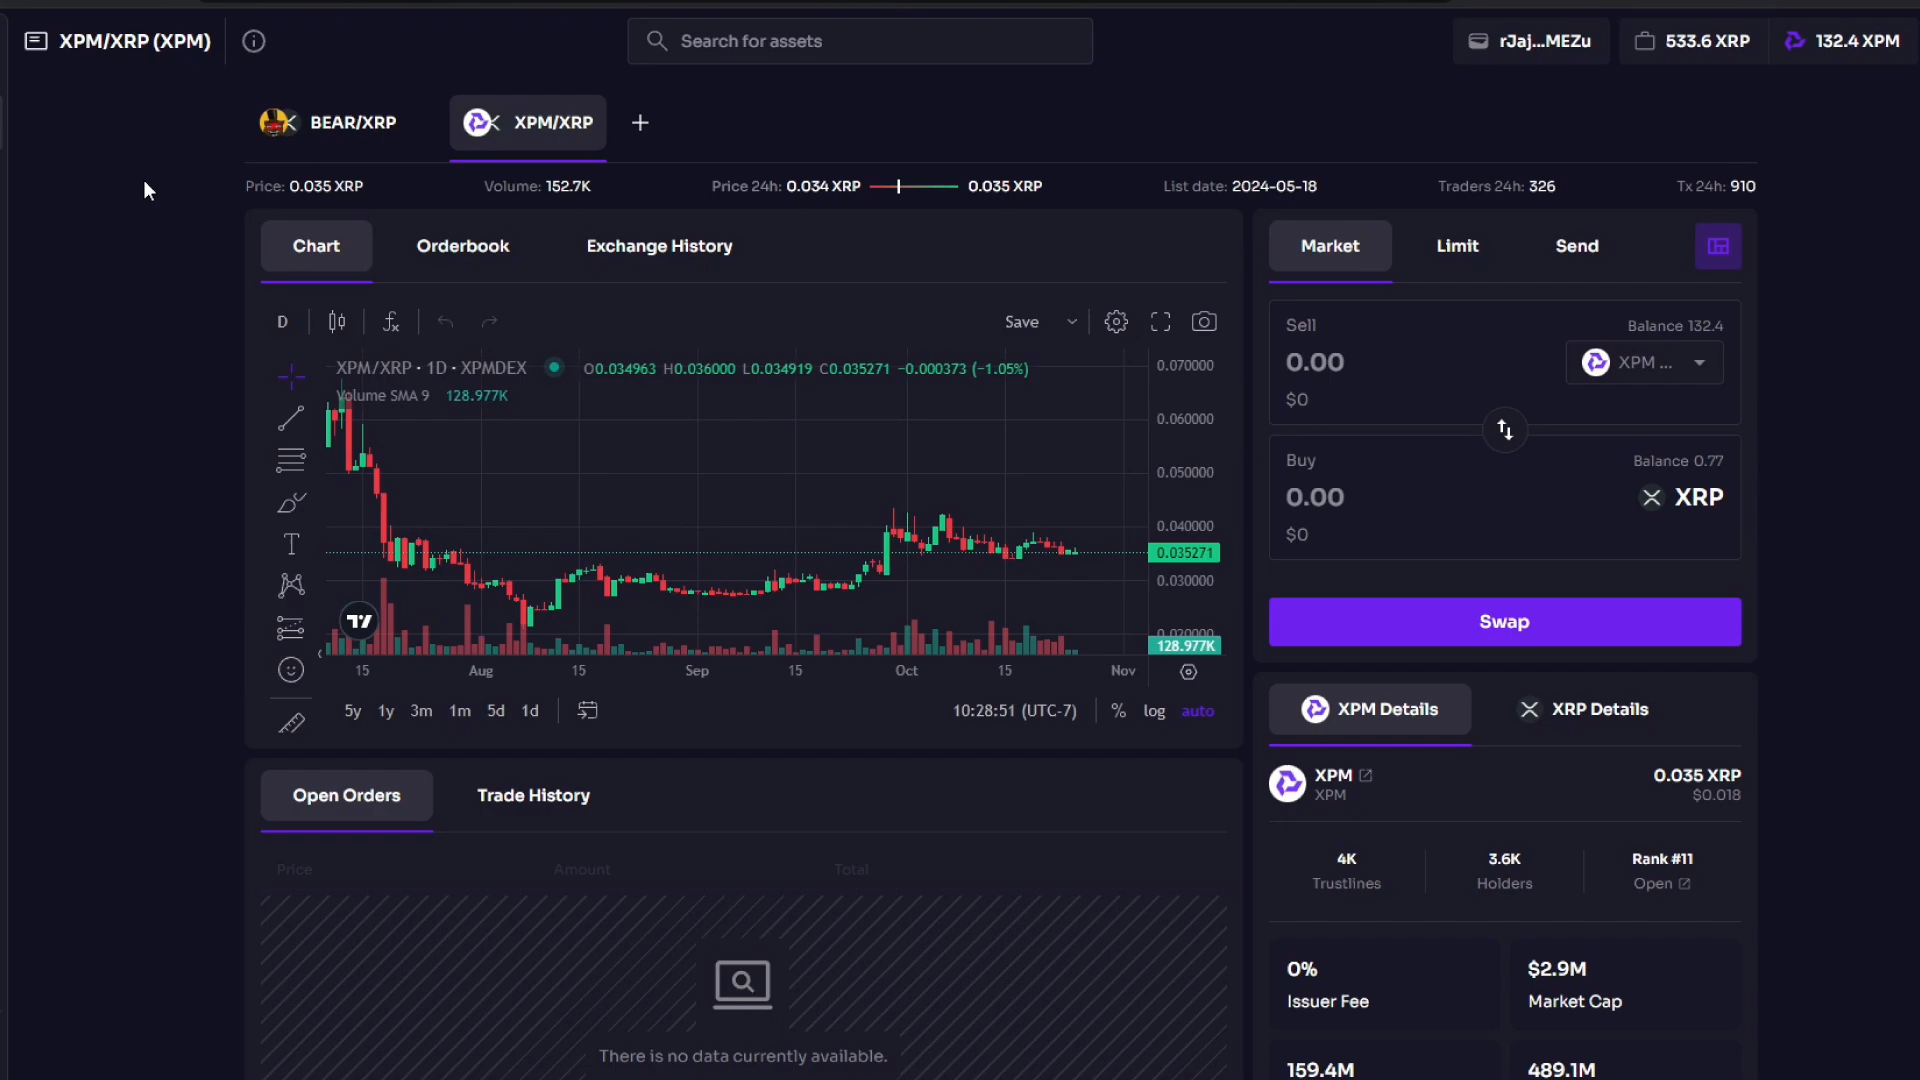 XPM/XRP (XPM)
Search for assets
rJaj...MEZu
533.6 XRP
132.4 XPM
BEAR/XRP
XPM/XRP
Price: 0.035 XRP
Volume: 152.7K
Price 24h: 0.034 XRP
0.035 XRP
List date: 2024-05-18
Traders 24h: 326
Tx 24h: 910
Chart
Orderbook
Exchange History
D
Save
XPM/XRP · 1D · XPMDEX
O0.034963 H0.036000 L0.034919 C0.035271 −0.000373 (−1.05%)
Volume SMA 9 128.977K
0.070000
0.060000
0.050000
0.040000
0.035271
0.030000
0.020000
128.977K
15
Aug
15
Sep
15
Oct
15
Nov
5y
1y
3m
1m
5d
1d
10:28:51 (UTC-7)
%
log
auto
Market
Limit
Send
Sell
Balance 132.4
0.00
XPM ...
$0
Buy
Balance 0.77
0.00
XRP
$0
Swap
XPM Details
XRP Details
XPM
0.035 XRP
XPM
$0.018
4K
3.6K
Rank #11
Trustlines
Holders
Open
0%
$2.9M
Issuer Fee
Market Cap
159.4M
489.1M
Open Orders
Trade History
Price
Amount
Total
There is no data currently available.